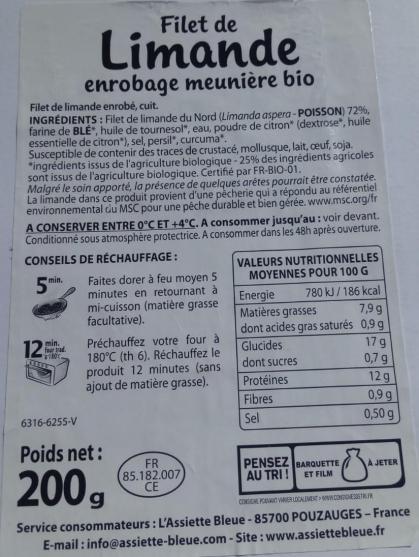 Filet de
Limande
enrobage meunière bio
Filet de limande enrobé, cuit.
INGRÉDIENTS : Filet de limande du Nord (Limanda aspera - POISSON) 72%,
farine de BLÉ*, huile de tournesol*, eau, poudre de citron* (dextrose*, huile
essentielle de citron*), sel, persil*, curcuma*.
Susceptible de contenir des traces de crustacé, mollusque, lait, œuf, soja.
*ingrédients issus de l'agriculture biologique - 25% des ingrédients agricoles
sont issus de l'agriculture biologique. Certifié par FR-BIO-01.
Malgré le soin apporté, la présence de quelques arêtes pourrait être constatée.
La limande dans ce produit provient d'une pêcherie qui a répondu au référentiel
environnemental du MSC pour une pêche durable et bien gérée. www.msc.org/fr
A CONSERVER ENTRE 0°C ET +4°C. A consommer jusqu'au : voir devant.
Conditionné sous atmosphère protectrice. A consommer dans les 48h après ouverture.
CONSEILS DE RÉCHAUFFAGE :
5 min.
Faites dorer à feu moyen 5
minutes en retournant à
mi-cuisson (matière grasse
facultative).
12 min.
four trad.
à 180°C
Préchauffez votre four à
180°C (th 6). Réchauffez le
produit 12 minutes (sans
ajout de matière grasse).
VALEURS NUTRITIONNELLES
MOYENNES POUR 100 G
Energie 780 kJ / 186 kcal
Matières grasses 7,9 g
dont acides gras saturés 0,9 g
Glucides 17 g
dont sucres 0,7 g
Protéines 12 g
Fibres 0,9 g
Sel 0,50 g
6316-6255-V
Poids net :
200 g
FR
85.182.007
CE
PENSEZ
AU TRI !
BARQUETTE
ET FILM
À JETER
CONSIGNE POUVANT VARIER LOCALEMENT > WWW.CONSIGNESDETRI.FR
Service consommateurs : L'Assiette Bleue - 85700 POUZAUGES – France
E-mail : info@assiette-bleue.com - Site : www.assiettebleue.fr